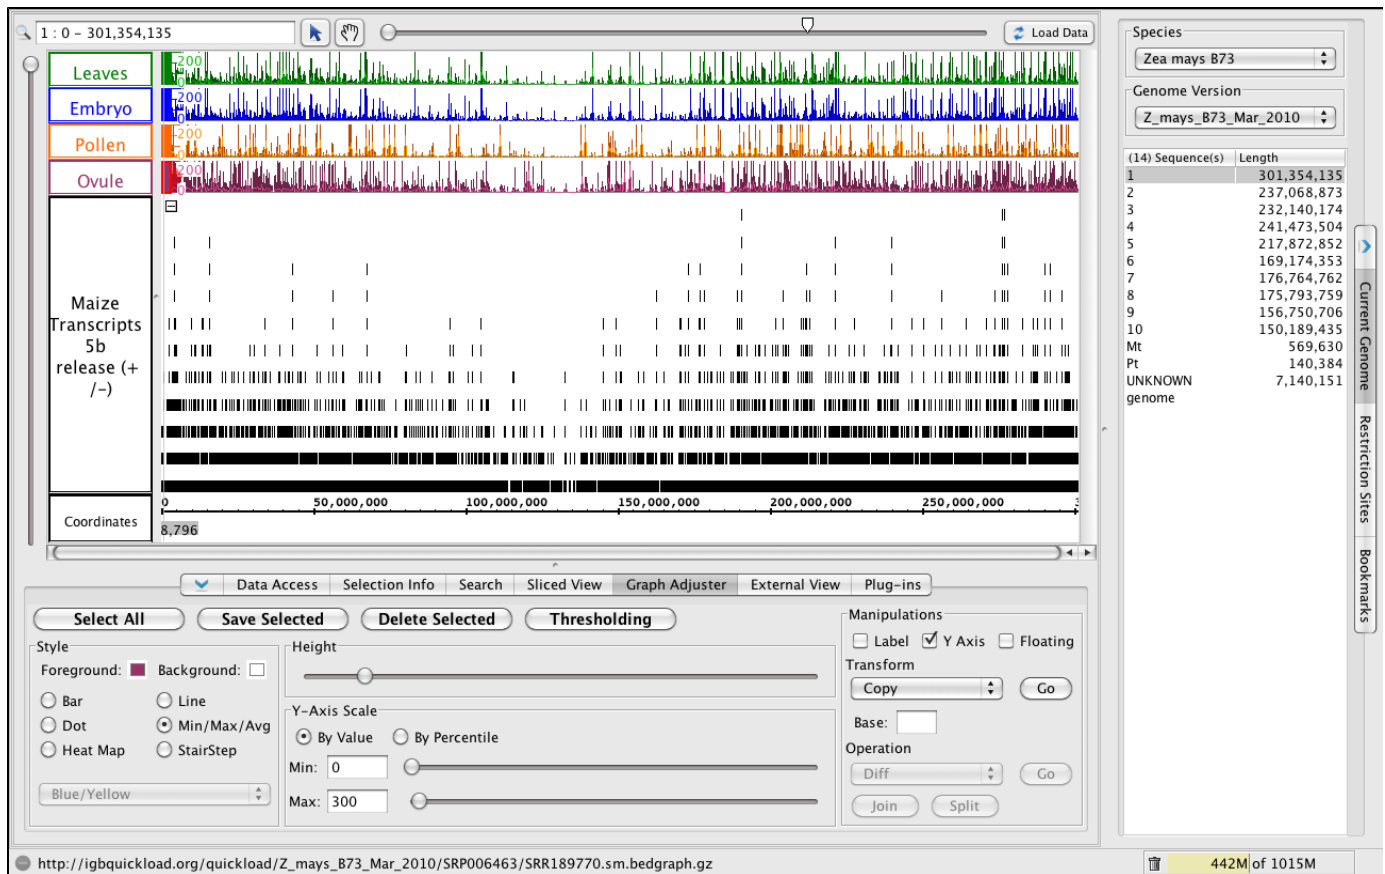 1 : 0 – 301,354,135
Load Data
Leaves
200
0
Embryo
200
0
Pollen
200
0
Ovule
200
0
Maize
Transcripts
5b
release (+
/-)
0 50,000,000 100,000,000 150,000,000 200,000,000 250,000,000 3
Coordinates
8,796
Data Access Selection Info Search Sliced View Graph Adjuster External View Plug-ins
Select All Save Selected Delete Selected Thresholding
Style
Foreground: Background:
Bar Line
Dot Min/Max/Avg
Heat Map StairStep
Blue/Yellow
Height
Y-Axis Scale
By Value By Percentile
Min: 0
Max: 300
Manipulations
Label Y Axis Floating
Transform
Copy Go
Base:
Operation
Diff Go
Join Split
Species
Zea mays B73
Genome Version
Z_mays_B73_Mar_2010
(14) Sequence(s) Length
1 301,354,135
2 237,068,873
3 232,140,174
4 241,473,504
5 217,872,852
6 169,174,353
7 176,764,762
8 175,793,759
9 156,750,706
10 150,189,435
Mt 569,630
Pt 140,384
UNKNOWN 7,140,151
genome
Current Genome
Restriction Sites
Bookmarks
http://igbquickload.org/quickload/Z_mays_B73_Mar_2010/SRP006463/SRR189770.sm.bedgraph.gz
442M of 1015M